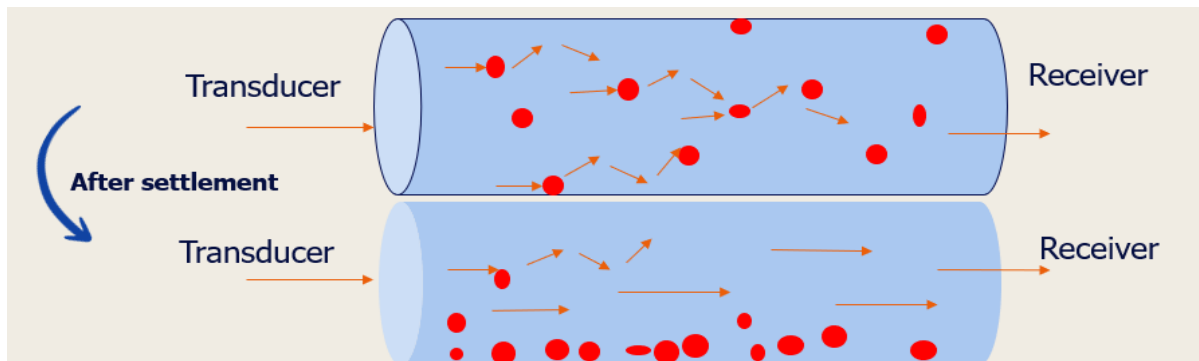 Transducer
Receiver
After settlement
Transducer
Receiver